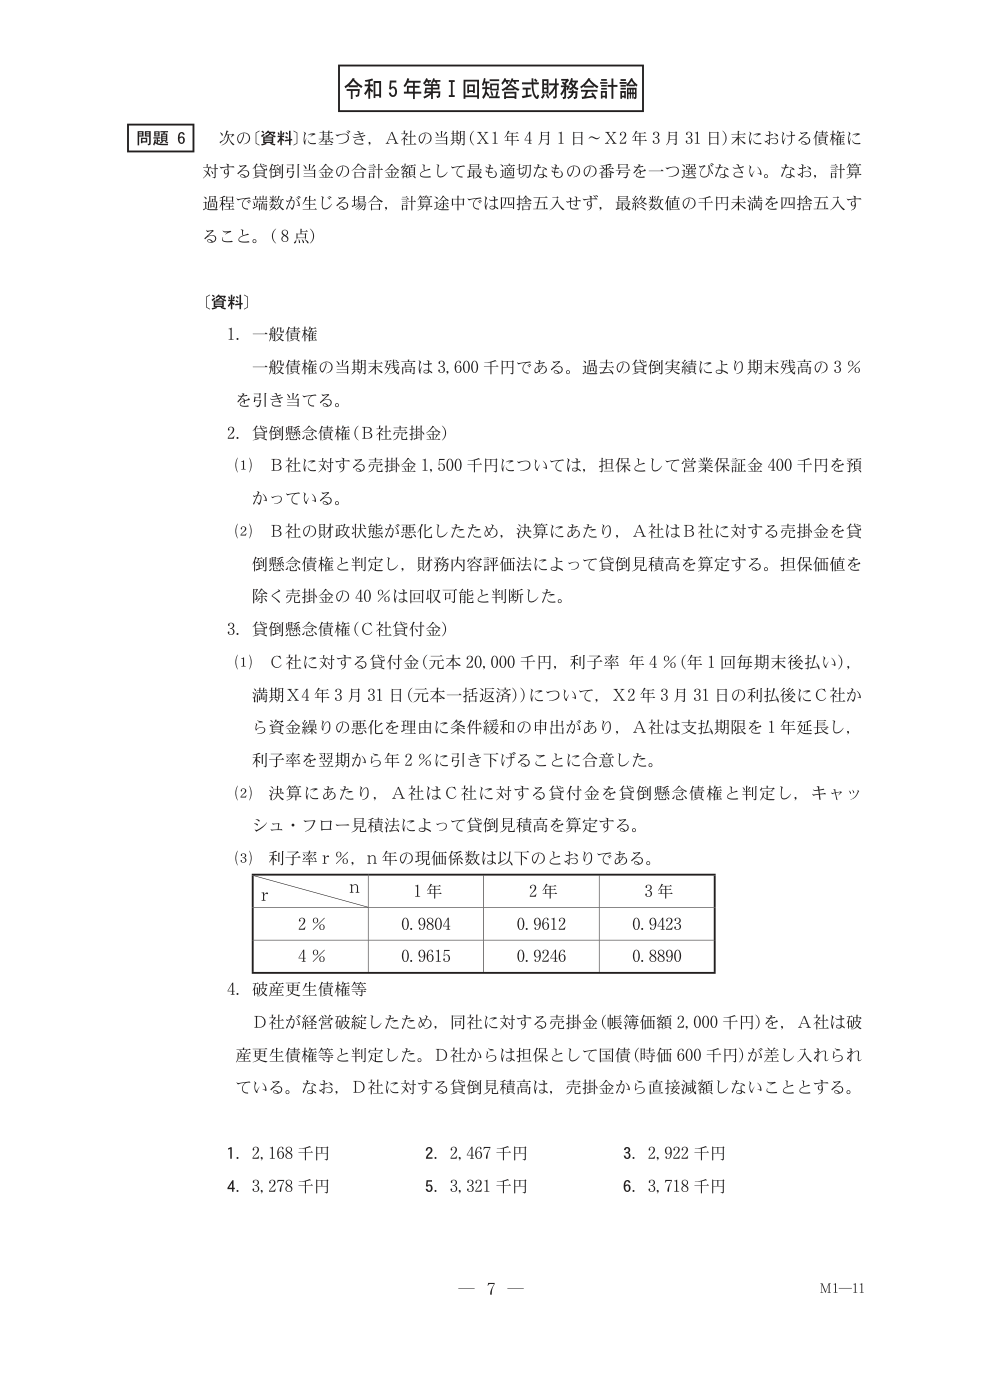 令和5年第Ⅰ回短答式財務会計論
問題 6 次の〔資料〕に基づき，A社の当期(X1年4月1日～X2年3月31日)末における債権に
対する貸倒引当金の合計金額として最も適切なものの番号を一つ選びなさい。なお，計算
過程で端数が生じる場合，計算途中では四捨五入せず，最終数値の千円未満を四捨五入す
ること。(8点)
〔資料〕
1. 一般債権
一般債権の当期末残高は3,600千円である。過去の貸倒実績により期末残高の3％
を引き当てる。
2. 貸倒懸念債権(B社売掛金)
⑴ B社に対する売掛金1,500千円については，担保として営業保証金400千円を預
かっている。
⑵ B社の財政状態が悪化したため，決算にあたり，A社はB社に対する売掛金を貸
倒懸念債権と判定し，財務内容評価法によって貸倒見積高を算定する。担保価値を
除く売掛金の40％は回収可能と判断した。
3. 貸倒懸念債権(C社貸付金)
⑴ C社に対する貸付金(元本20,000千円，利子率 年4％(年1回毎期末後払い)，
満期X4年3月31日(元本一括返済))について，X2年3月31日の利払後にC社か
ら資金繰りの悪化を理由に条件緩和の申出があり，A社は支払期限を1年延長し，
利子率を翌期から年2％に引き下げることに合意した。
⑵ 決算にあたり，A社はC社に対する貸付金を貸倒懸念債権と判定し，キャッ
シュ・フロー見積法によって貸倒見積高を算定する。
⑶ 利子率r％，n年の現価係数は以下のとおりである。
r n 1年 2年 3年
2％ 0.9804 0.9612 0.9423
4％ 0.9615 0.9246 0.8890
4. 破産更生債権等
D社が経営破綻したため，同社に対する売掛金(帳簿価額2,000千円)を，A社は破
産更生債権等と判定した。D社からは担保として国債(時価600千円)が差し入れられ
ている。なお，D社に対する貸倒見積高は，売掛金から直接減額しないこととする。
1. 2,168千円 2. 2,467千円 3. 2,922千円
4. 3,278千円 5. 3,321千円 6. 3,718千円
― 7 ―
M1―11